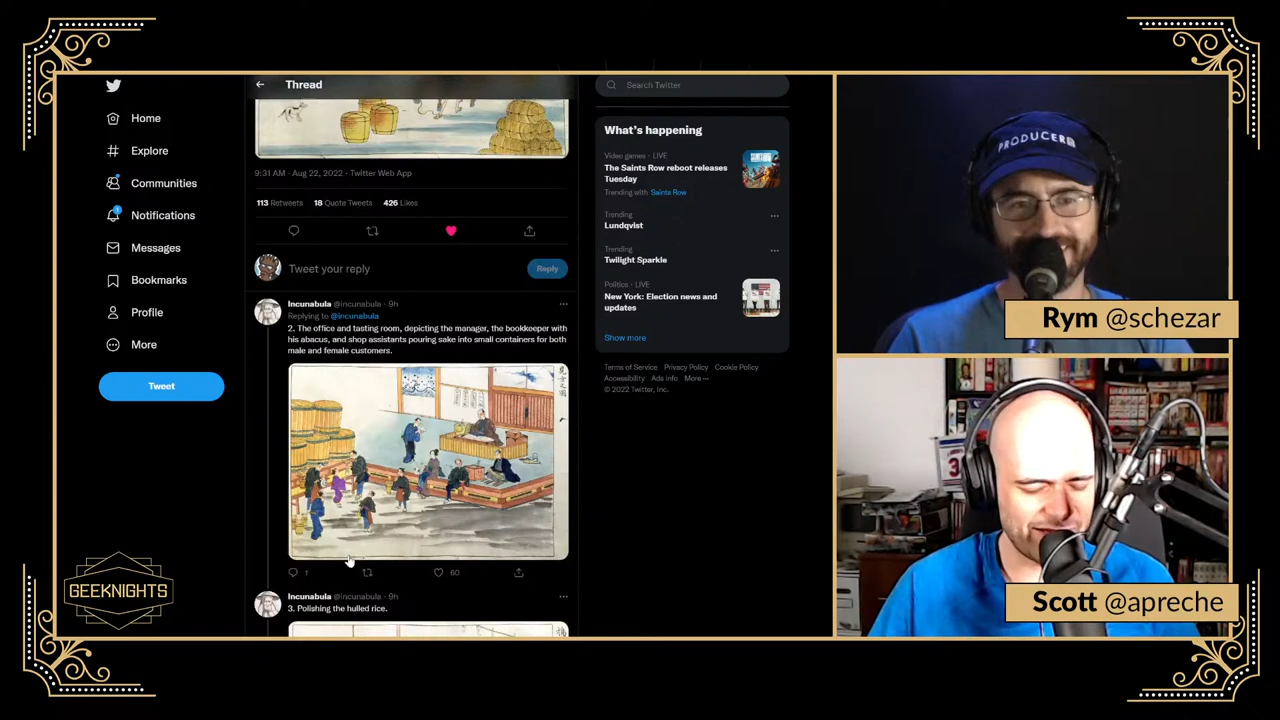 Home
Explore
Communities
1
Notifications
Messages
Bookmarks
Profile
More
Tweet
Thread
9:31 AM · Aug 22, 2022 · Twitter Web App
113 Retweets 18 Quote Tweets 426 Likes
Tweet your reply
Reply
Incunabula @incunabula · 9h
Replying to @incunabula
2. The office and tasting room, depicting the manager, the bookkeeper with
his abacus, and shop assistants pouring sake into small containers for both
male and female customers.
1 60
Incunabula @incunabula · 9h
3. Polishing the hulled rice.
Search Twitter
What's happening
Video games · LIVE
The Saints Row reboot releases
Tuesday
Trending with Saints Row
SAINTS ROW
Trending
Lundqvist
Trending
Twilight Sparkle
Politics · LIVE
New York: Election news and
updates
Show more
Terms of Service Privacy Policy Cookie Policy
Accessibility Ads info More ···
© 2022 Twitter, Inc.
PRODUCER
Rym @schezar
3
Scott @apreche
GEEKNIGHTS